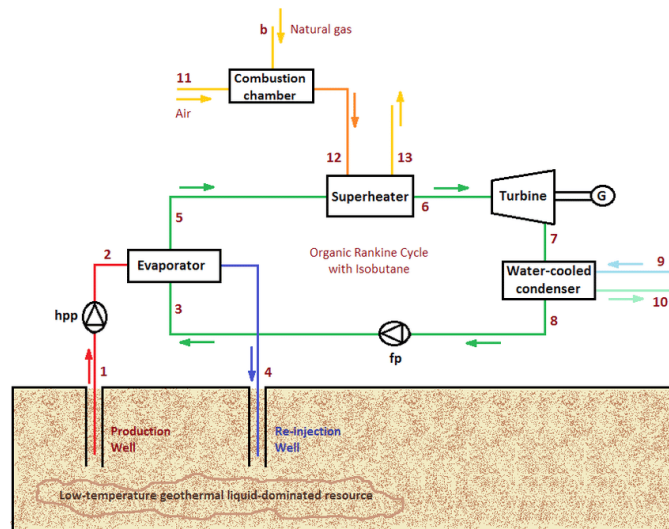 b
Natural gas
11
Combustion
chamber
Air
12
13
Superheater
Turbine
G
5
6
7
2
Organic Rankine Cycle
with Isobutane
Evaporator
9
Water-cooled
condenser
10
3
8
hpp
fp
1
4
Production
Well
Re-Injection
Well
Low-temperature geothermal liquid-dominated resource